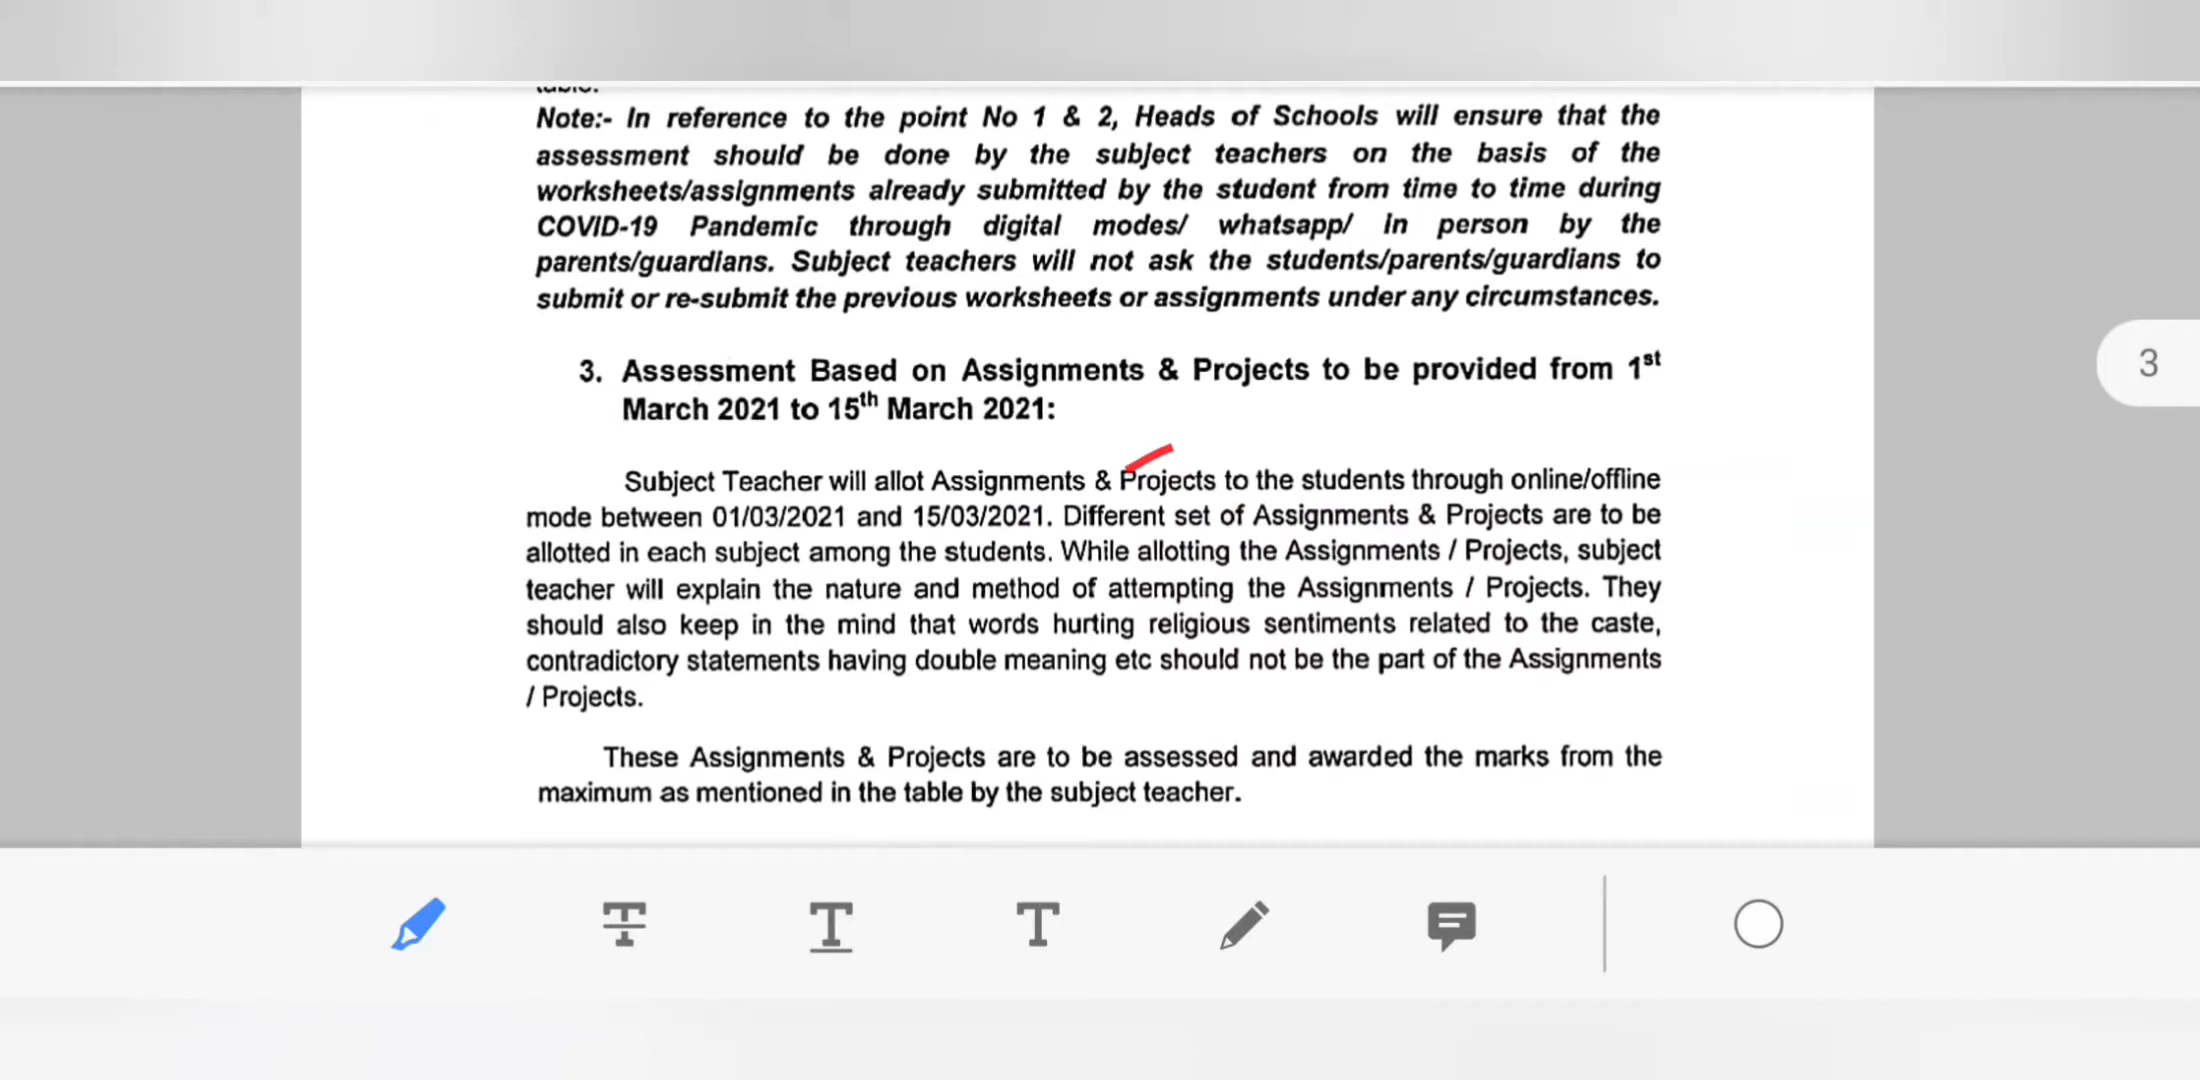 table.
Note:- In reference to the point No 1 & 2, Heads of Schools will ensure that the
assessment should be done by the subject teachers on the basis of the
worksheets/assignments already submitted by the student from time to time during
COVID-19 Pandemic through digital modes/ whatsapp/ in person by the
parents/guardians. Subject teachers will not ask the students/parents/guardians to
submit or re-submit the previous worksheets or assignments under any circumstances.
3. Assessment Based on Assignments & Projects to be provided from 1st
March 2021 to 15th March 2021:
3
Subject Teacher will allot Assignments & Projects to the students through online/offline
mode between 01/03/2021 and 15/03/2021. Different set of Assignments & Projects are to be
allotted in each subject among the students. While allotting the Assignments / Projects, subject
teacher will explain the nature and method of attempting the Assignments / Projects. They
should also keep in the mind that words hurting religious sentiments related to the caste,
contradictory statements having double meaning etc should not be the part of the Assignments
/ Projects.
These Assignments & Projects are to be assessed and awarded the marks from the
maximum as mentioned in the table by the subject teacher.